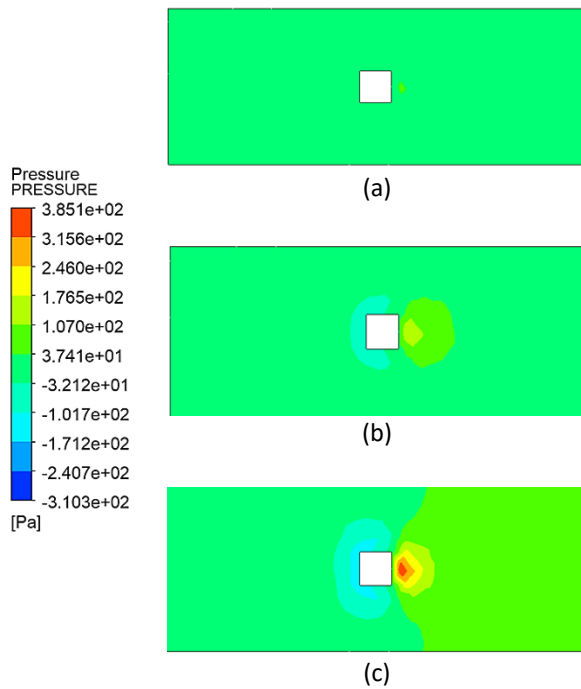 (a)
Pressure
PRESSURE
3.851e+02
3.156e+02
2.460e+02
1.765e+02
1.070e+02
3.741e+01
-3.212e+01
-1.017e+02
-1.712e+02
-2.407e+02
-3.103e+02
[Pa]
(b)
(c)